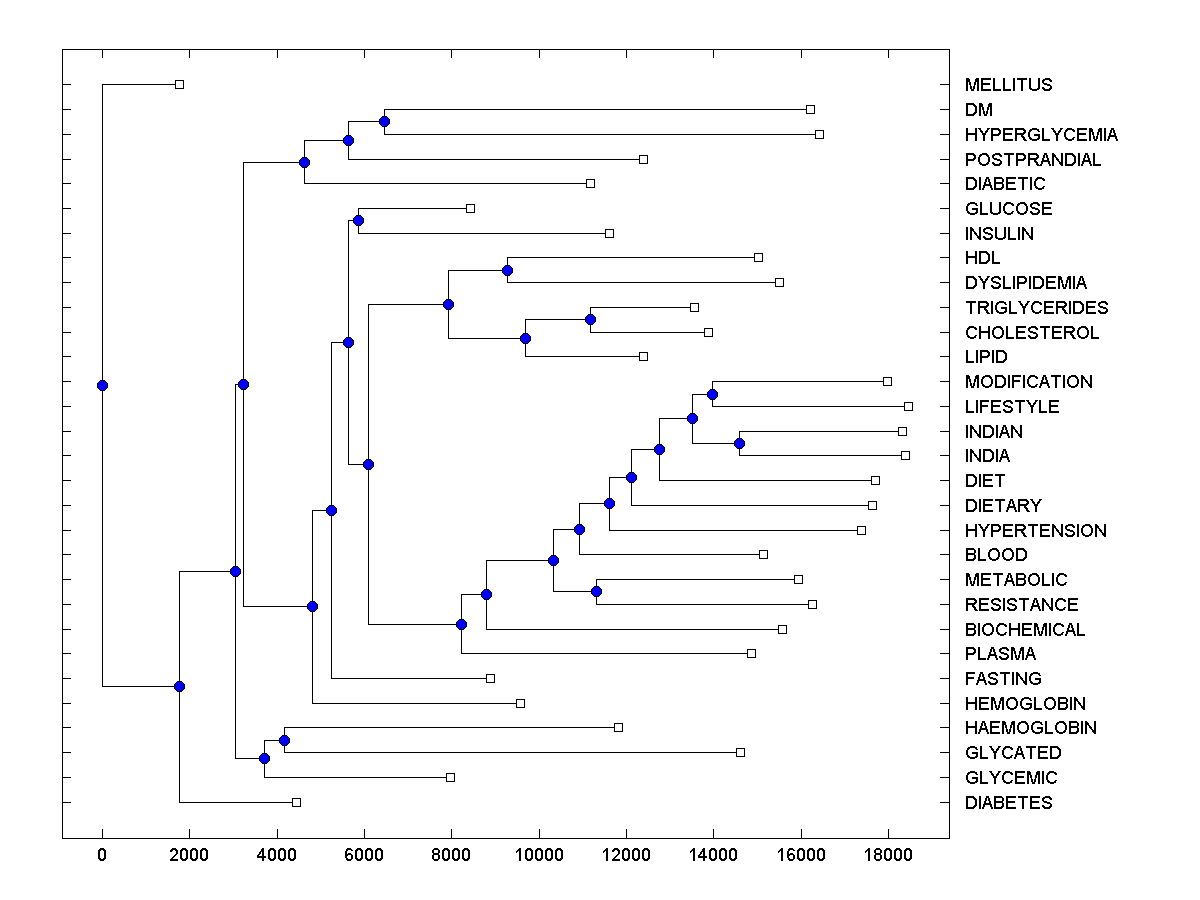 MELLITUS
DM
HYPERGLYCEMIA
POSTPRANDIAL
DIABETIC
GLUCOSE
INSULIN
HDL
DYSLIPIDEMIA
TRIGLYCERIDES
CHOLESTEROL
LIPID
MODIFICATION
LIFESTYLE
INDIAN
INDIA
DIET
DIETARY
HYPERTENSION
BLOOD
METABOLIC
RESISTANCE
BIOCHEMICAL
PLASMA
FASTING
HEMOGLOBIN
HAEMOGLOBIN
GLYCATED
GLYCEMIC
DIABETES
0 2000 4000 6000 8000 10000 12000 14000 16000 18000